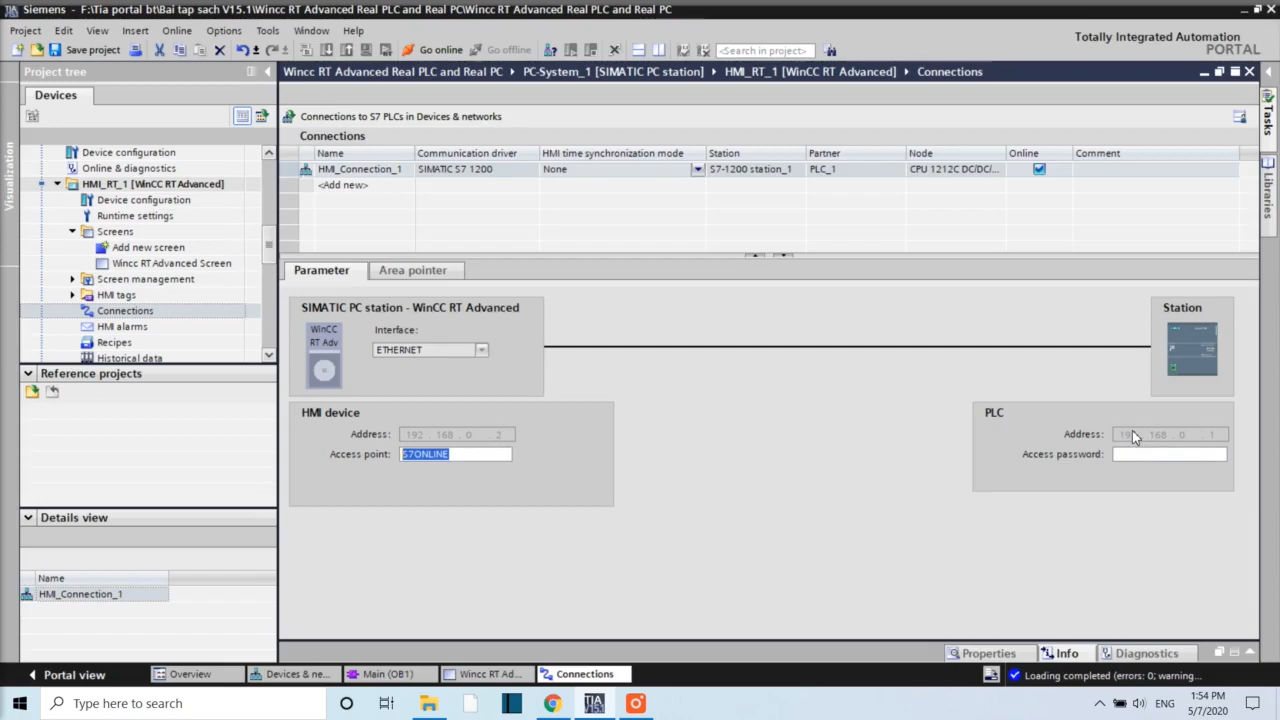 Siemens - F:\Tia portal bt\Bai tap sach V15.1\Wincc RT Advanced Real PLC and Real PC\Wincc RT Advanced Real PLC and Real PC
Project Edit View Insert Online Options Tools Window Help
Totally Integrated Automation
PORTAL
Save project Go online Go offline <Search in project>
Project tree
Wincc RT Advanced Real PLC and Real PC PC-System_1 [SIMATIC PC station] HMI_RT_1 [WinCC RT Advanced] Connections
Devices
Visualization
Device configuration
Online & diagnostics
HMI_RT_1 [WinCC RT Advanced]
Device configuration
Runtime settings
Screens
Add new screen
Wincc RT Advanced Screen
Screen management
HMI tags
Connections
HMI alarms
Recipes
Historical data
Reference projects
Details view
Name
HMI_Connection_1
Connections to S7 PLCs in Devices & networks
Connections
Name Communication driver HMI time synchronization mode Station Partner Node Online Comment
HMI_Connection_1 SIMATIC S7 1200 None S7-1200 station_1 PLC_1 CPU 1212C DC/DC/...
<Add new>
Parameter Area pointer
SIMATIC PC station - WinCC RT Advanced
WinCC
RT Adv
Interface:
ETHERNET
Station
HMI device
Address: 192 . 168 . 0 . 2
Access point: S7ONLINE
PLC
Address: 168 . 0 . 1
Access password:
Tasks
Libraries
Properties Info Diagnostics
Portal view Overview Devices & ne... Main (OB1) Wincc RT Ad... Connections Loading completed (errors: 0; warning...
Type here to search
TIA
ENG
1:54 PM
5/7/2020